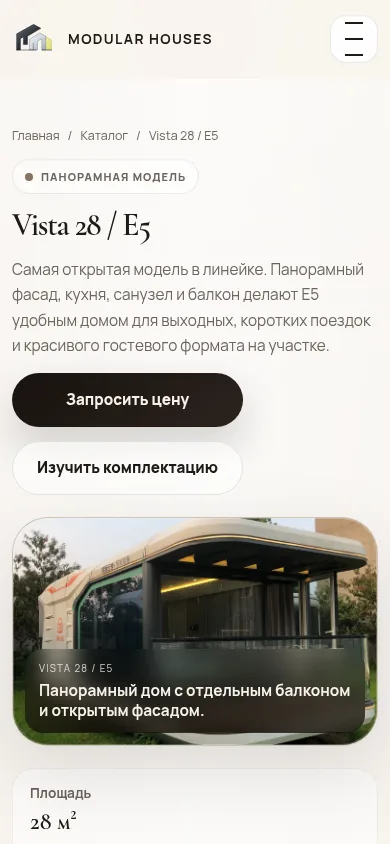 MODULAR HOUSES
Главная / Каталог / Vista 28 / E5
ПАНОРАМНАЯ МОДЕЛЬ
Vista 28 / E5
Самая открытая модель в линейке. Панорамный
фасад, кухня, санузел и балкон делают E5
удобным домом для выходных, коротких поездок
и красивого гостевого формата на участке.
Запросить цену
Изучить комплектацию
VISTA 28 / E5
Панорамный дом с отдельным балконом
и открытым фасадом.
Площадь
28 м²